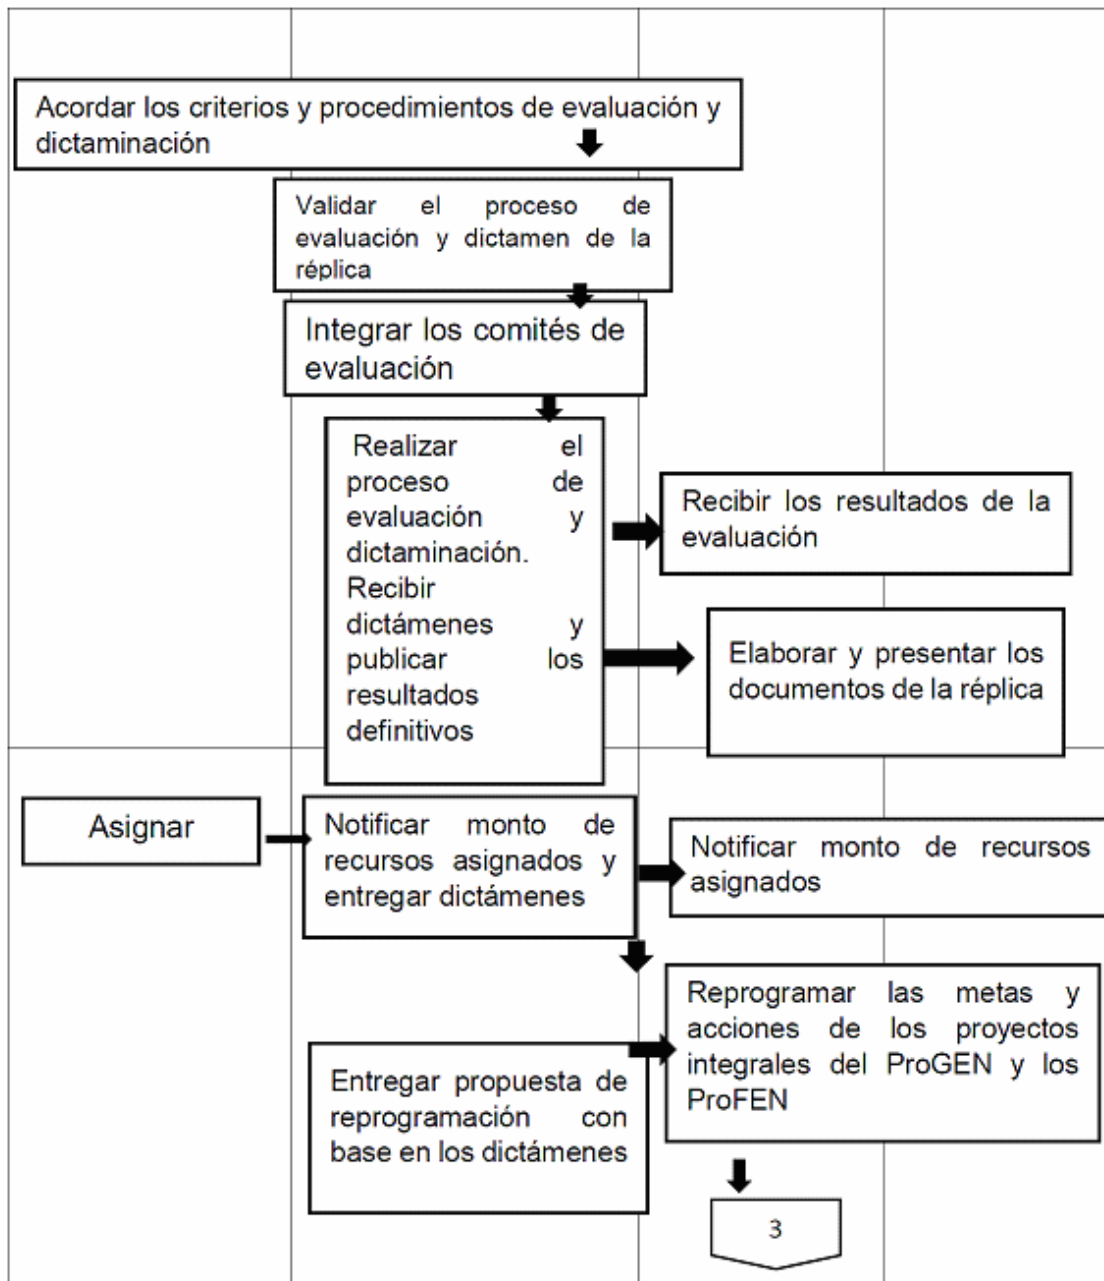 Acordar los criterios y procedimientos de evaluación y
dictaminación
Validar el proceso de
evaluación y dictamen de la
réplica
Integrar los comités de
evaluación
Realizar el
proceso de
evaluación y
dictaminación.
Recibir
dictámenes y
publicar los
resultados
definitivos
Recibir los resultados de la
evaluación
Elaborar y presentar los
documentos de la réplica
Asignar
Notificar monto de
recursos asignados y
entregar dictámenes
Notificar monto de recursos
asignados
Reprogramar las metas y
acciones de los proyectos
integrales del ProGEN y los
ProFEN
Entregar propuesta de
reprogramación con
base en los dictámenes
3